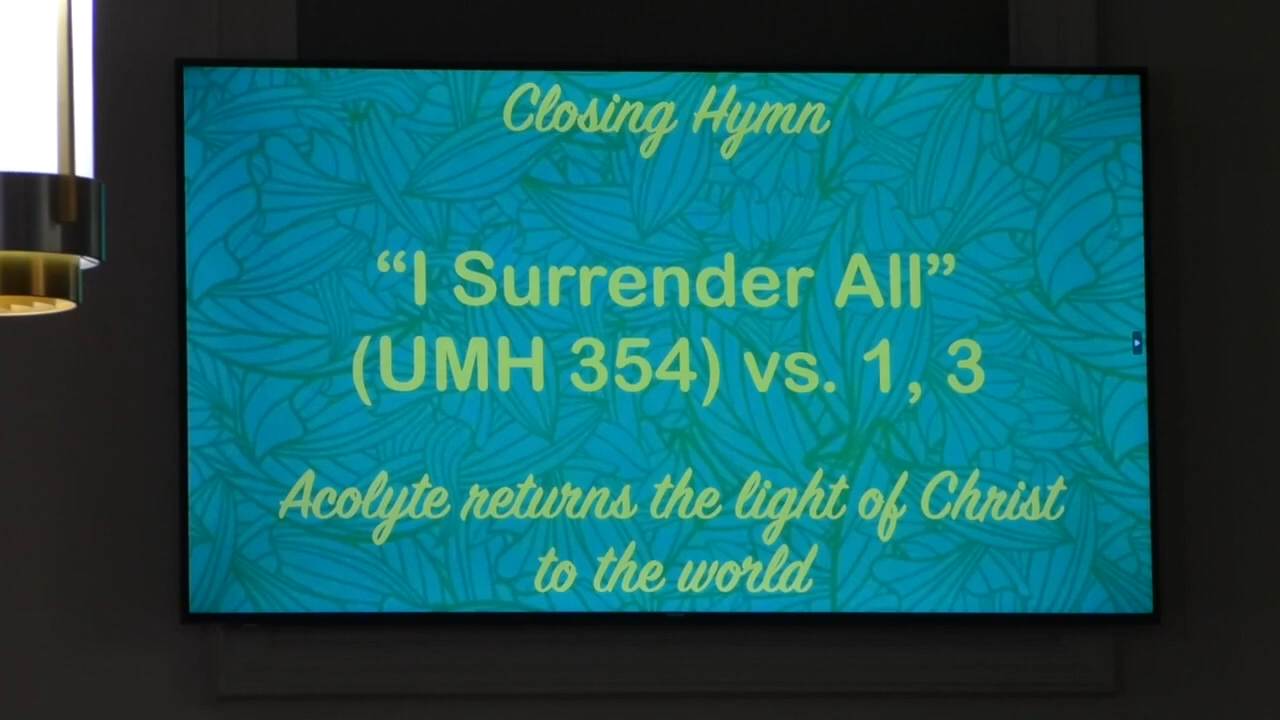 Closing Hymn
“I Surrender All”
(UMH 354) vs. 1, 3
Acolyte returns the light of Christ
to the world